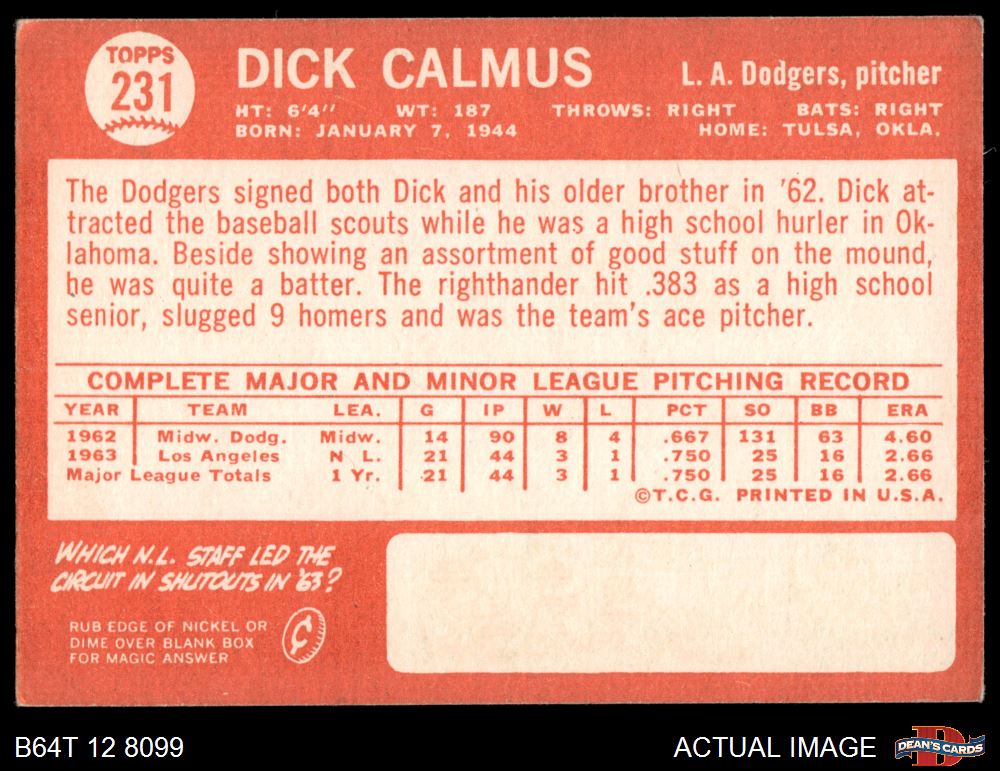 TOPPS
231
DICK CALMUS
L. A. Dodgers, pitcher
HT: 6'4" WT: 187 THROWS: RIGHT BATS: RIGHT
BORN: JANUARY 7, 1944 HOME: TULSA, OKLA.
The Dodgers signed both Dick and his older brother in '62. Dick at-
tracted the baseball scouts while he was a high school hurler in Ok-
lahoma. Beside showing an assortment of good stuff on the mound,
he was quite a batter. The righthander hit .383 as a high school
senior, slugged 9 homers and was the team's ace pitcher.
COMPLETE MAJOR AND MINOR LEAGUE PITCHING RECORD
YEAR TEAM LEA. G IP W L PCT SO BB ERA
1962 Midw. Dodg. Midw. 14 90 8 4 .667 131 63 4.60
1963 Los Angeles N L. 21 44 3 1 .750 25 16 2.66
Major League Totals 1 Yr. 21 44 3 1 .750 25 16 2.66
©T.C.G. PRINTED IN U.S.A.
WHICH N.L. STAFF LED THE
CIRCUIT IN SHUTOUTS IN '63?
RUB EDGE OF NICKEL OR
DIME OVER BLANK BOX
FOR MAGIC ANSWER
¢
B64T 12 8099
ACTUAL IMAGE
D
DEAN'S CARDS